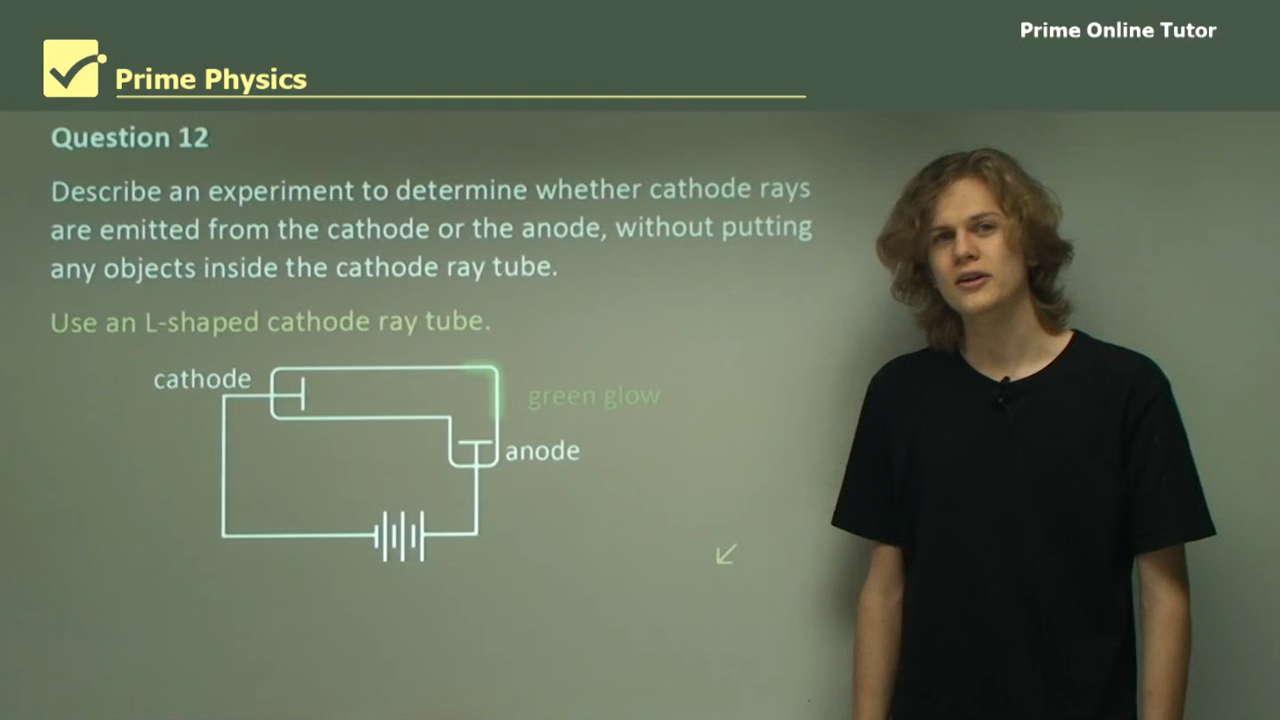 Prime Online Tutor
Prime Physics
Question 12
Describe an experiment to determine whether cathode rays
are emitted from the cathode or the anode, without putting
any objects inside the cathode ray tube.
Use an L-shaped cathode ray tube.
cathode
green glow
anode